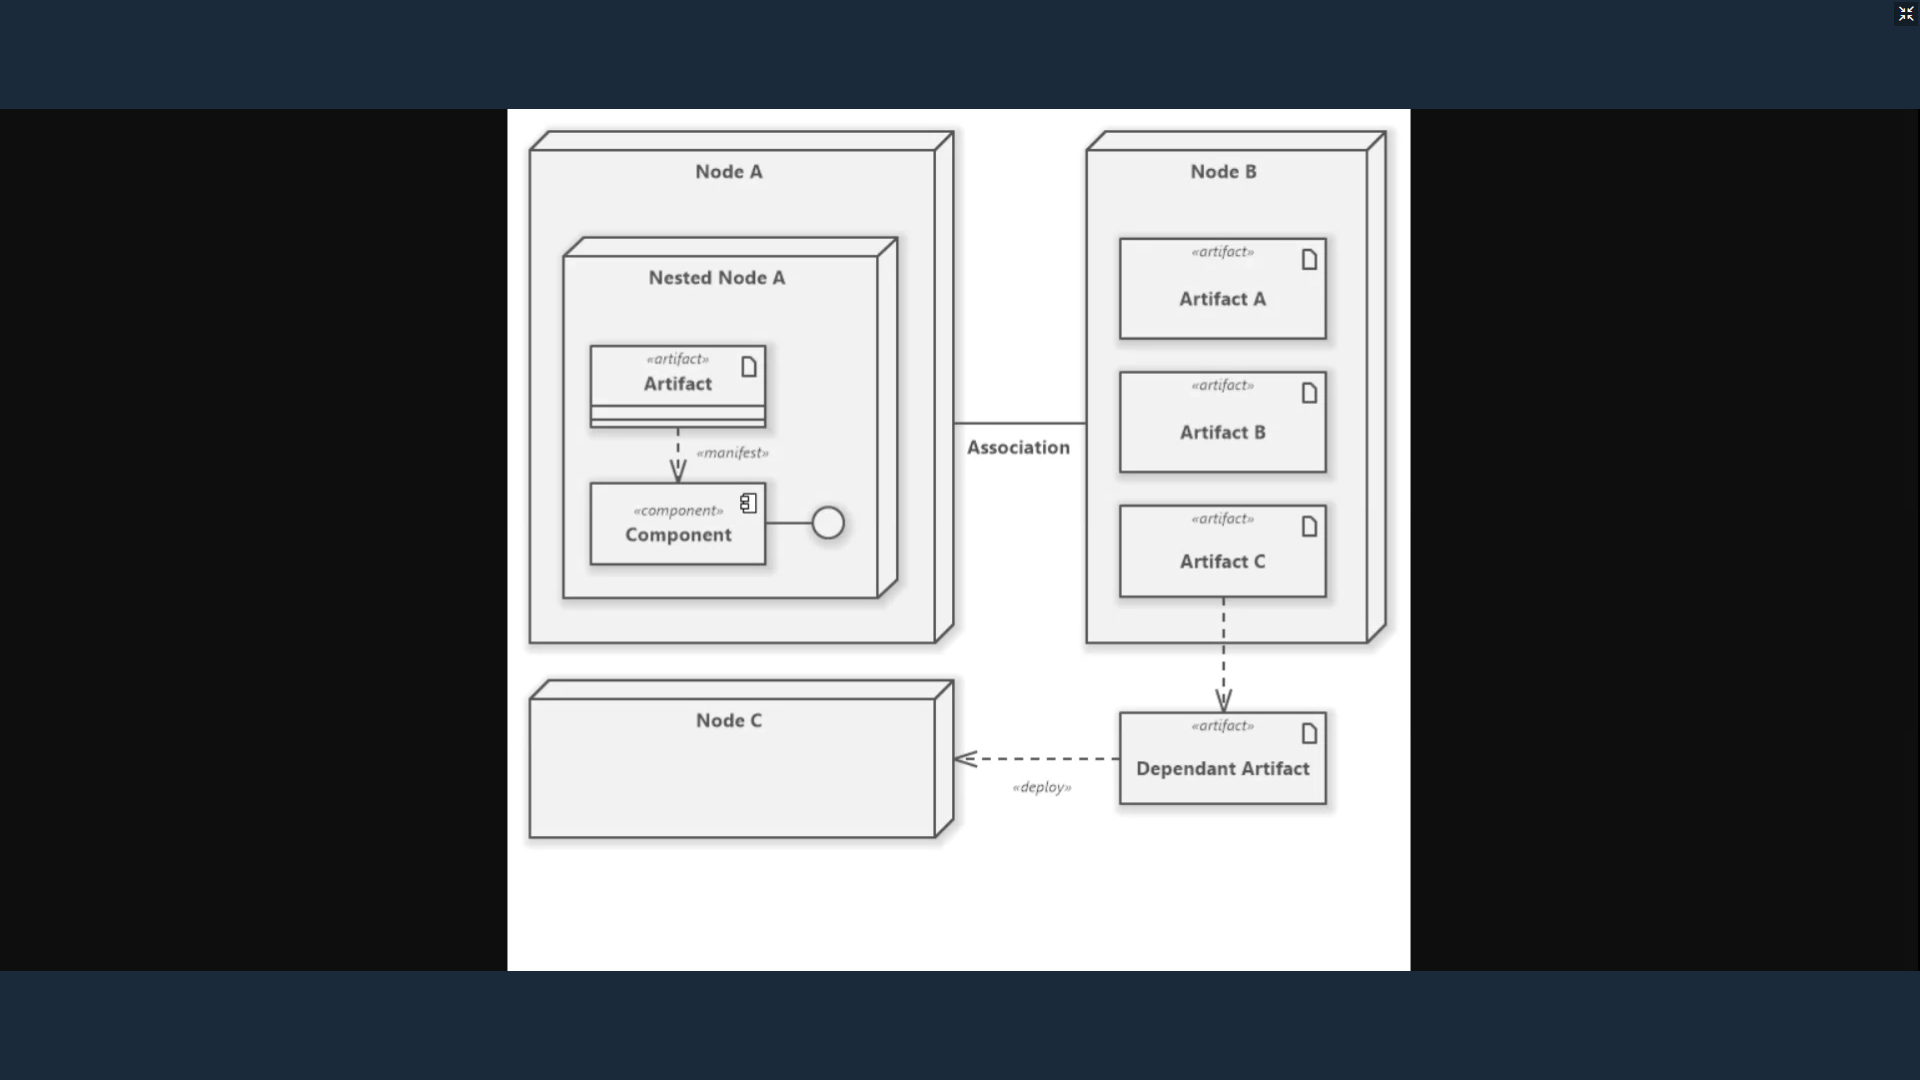 Node A
Nested Node A
«artifact»
Artifact
«manifest»
«component»
Component
Association
Node B
«artifact»
Artifact A
«artifact»
Artifact B
«artifact»
Artifact C
Node C
«deploy»
«artifact»
Dependant Artifact